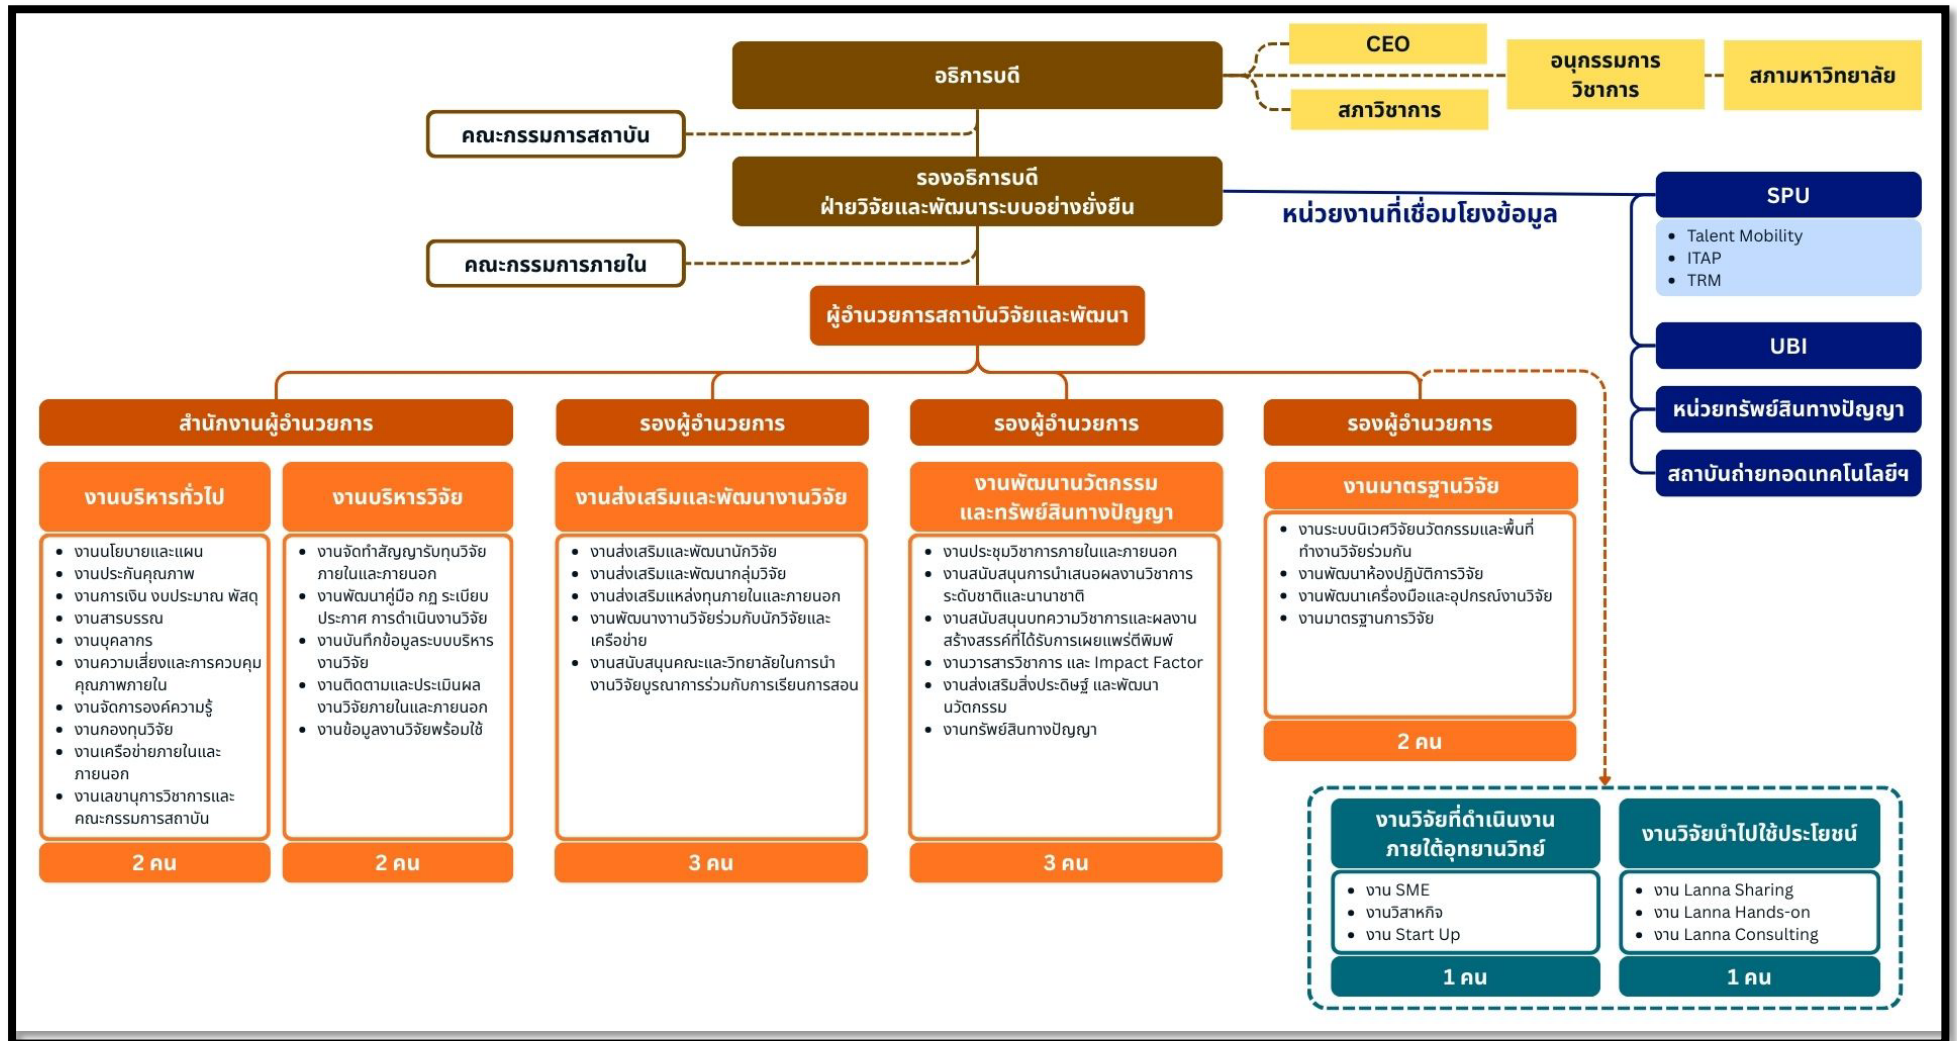 อธิการบดี
CEO
สภาวิชาการ
อนุกรรมการ
วิชาการ
สภามหาวิทยาลัย
คณะกรรมการสถาบัน
รองอธิการบดี
ฝ่ายวิจัยและพัฒนาระบบอย่างยั่งยืน
หน่วยงานที่เชื่อมโยงข้อมูล
SPU
• Talent Mobility
• ITAP
• TRM
UBI
หน่วยทรัพย์สินทางปัญญา
สถาบันถ่ายทอดเทคโนโลยีฯ
คณะกรรมการภายใน
ผู้อำนวยการสถาบันวิจัยและพัฒนา
สำนักงานผู้อำนวยการ
งานบริหารทั่วไป
• งานนโยบายและแผน
• งานประกันคุณภาพ
• งานการเงิน งบประมาณ พัสดุ
• งานสารบรรณ
• งานบุคลากร
• งานความเสี่ยงและการควบคุม
คุณภาพภายใน
• งานจัดการองค์ความรู้
• งานกองทุนวิจัย
• งานเครือข่ายภายในและ
ภายนอก
• งานเลขานุการวิชาการและ
คณะกรรมการสถาบัน
2 คน
งานบริหารวิจัย
• งานจัดทำสัญญารับทุนวิจัย
ภายในและภายนอก
• งานพัฒนาคู่มือ กฏ ระเบียบ
ประกาศ การดำเนินงานวิจัย
• งานบันทึกข้อมูลระบบบริหาร
งานวิจัย
• งานติดตามและประเมินผล
งานวิจัยภายในและภายนอก
• งานข้อมูลงานวิจัยพร้อมใช้
2 คน
รองผู้อำนวยการ
งานส่งเสริมและพัฒนางานวิจัย
• งานส่งเสริมและพัฒนานักวิจัย
• งานส่งเสริมและพัฒนากลุ่มวิจัย
• งานส่งเสริมแหล่งทุนภายในและภายนอก
• งานพัฒนางาานวิจัยร่วมกับนักวิจัยและ
เครือข่าย
• งานสนับสนุนคณะและวิทยาลัยในการนำ
งานวิจัยบูรณาการร่วมกับการเรียนการสอน
3 คน
รองผู้อำนวยการ
งานพัฒนานวัตกรรม
และทรัพย์สินทางปัญญา
• งานประชุมวิชาการภายในและภายนอก
• งานสนับสนุนการนำเสนอผลงานวิชาการ
ระดับชาติและนานาชาติ
• งานสนับสนุนบทความวิชาการและผลงาน
สร้างสรรค์ที่ได้รับการเผยแพร่ตีพิมพ์
• งานวารสารวิชาการ และ Impact Factor
• งานส่งเสริมสิ่งประดิษฐ์ และพัฒนา
นวัตกรรม
• งานทรัพย์สินทางปัญญา
3 คน
รองผู้อำนวยการ
งานมาตรฐานวิจัย
• งานระบบนิเวศวิจัยนวัตกรรมและพื้นที่
ทำงานวิจัยร่วมกัน
• งานพัฒนาห้องปฏิบัติการวิจัย
• งานพัฒนาเครื่องมือและอุปกรณ์งานวิจัย
• งานมาตรฐานการวิจัย
2 คน
งานวิจัยที่ดำเนินงาน
ภายใต้อุทยานวิทย์
• งาน SME
• งานวิสาหกิจ
• งาน Start Up
1 คน
งานวิจัยนำไปใช้ประโยชน์
• งาน Lanna Sharing
• งาน Lanna Hands-on
• งาน Lanna Consulting
1 คน